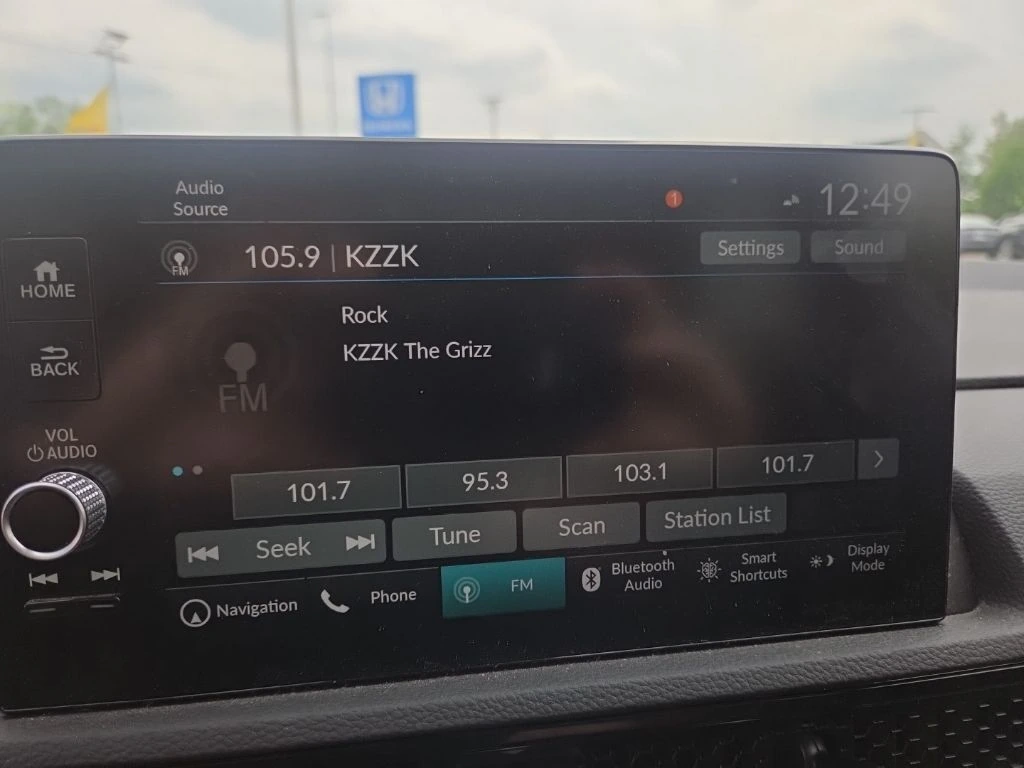 Audio
Source
1
12:49
FM
105.9 | KZZK
Settings
Sound
HOME
Rock
KZZK The Grizz
BACK
FM
VOL
AUDIO
101.7
95.3
103.1
101.7
Seek
Tune
Scan
Station List
Navigation
Phone
FM
Bluetooth
Audio
Smart
Shortcuts
Display
Mode